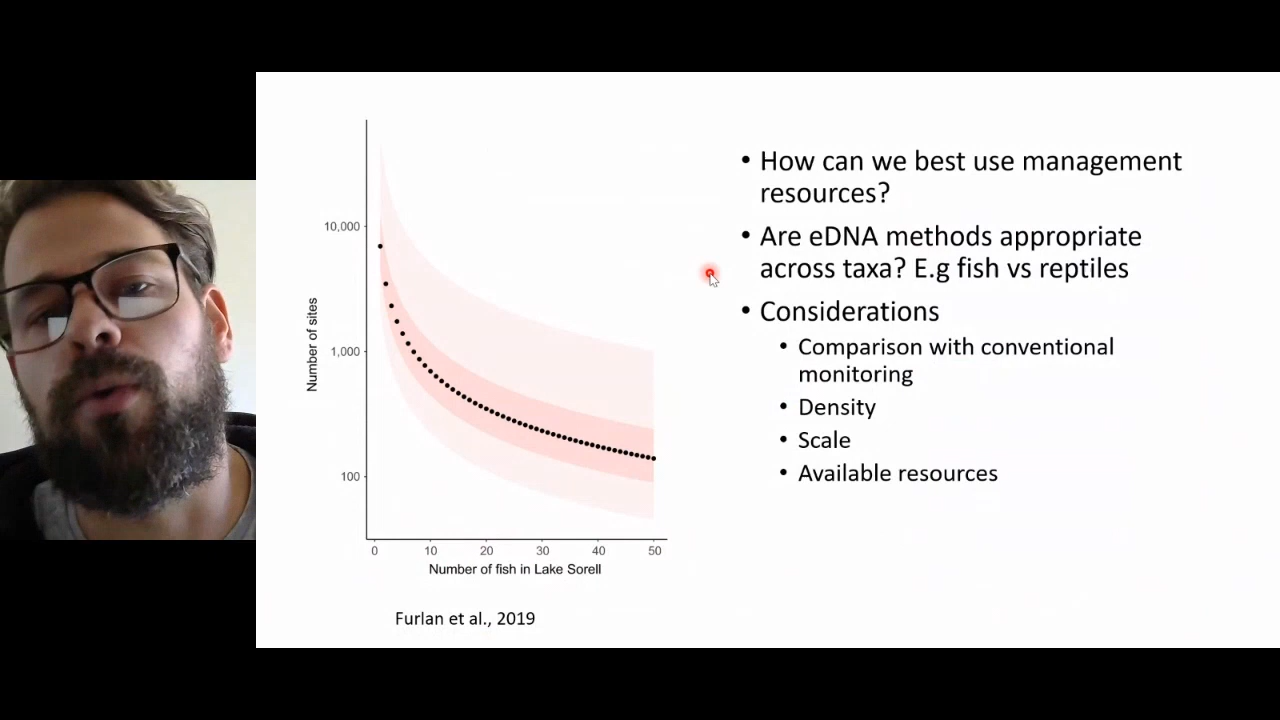 10,000
1,000
100
Number of sites
0 10 20 30 40 50
Number of fish in Lake Sorell
Furlan et al., 2019
• How can we best use management
resources?
• Are eDNA methods appropriate
across taxa? E.g fish vs reptiles
• Considerations
• Comparison with conventional
monitoring
• Density
• Scale
• Available resources